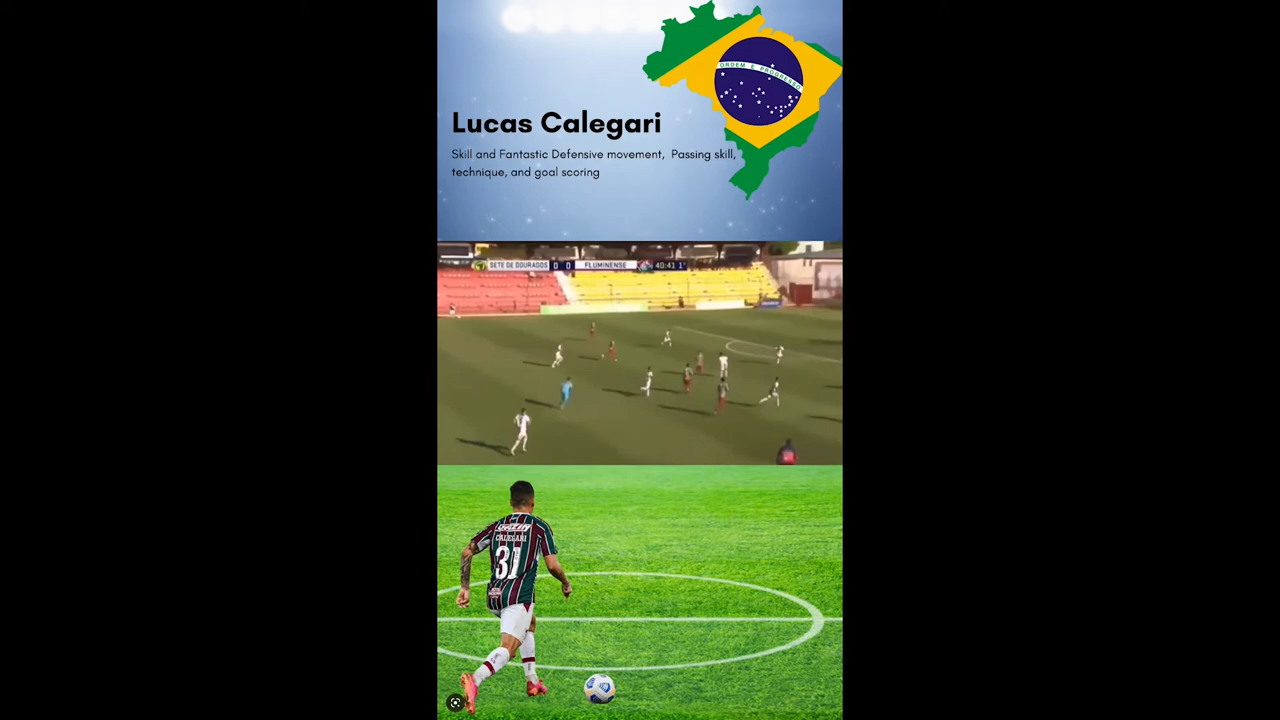 ORDEM E PROGRESSO
Lucas Calegari
Skill and Fantastic Defensive movement,  Passing skill,
technique, and goal scoring
SETE DE DOURADOS 0 0 FLUMINENSE 40:41 1°
CALEGARI
31